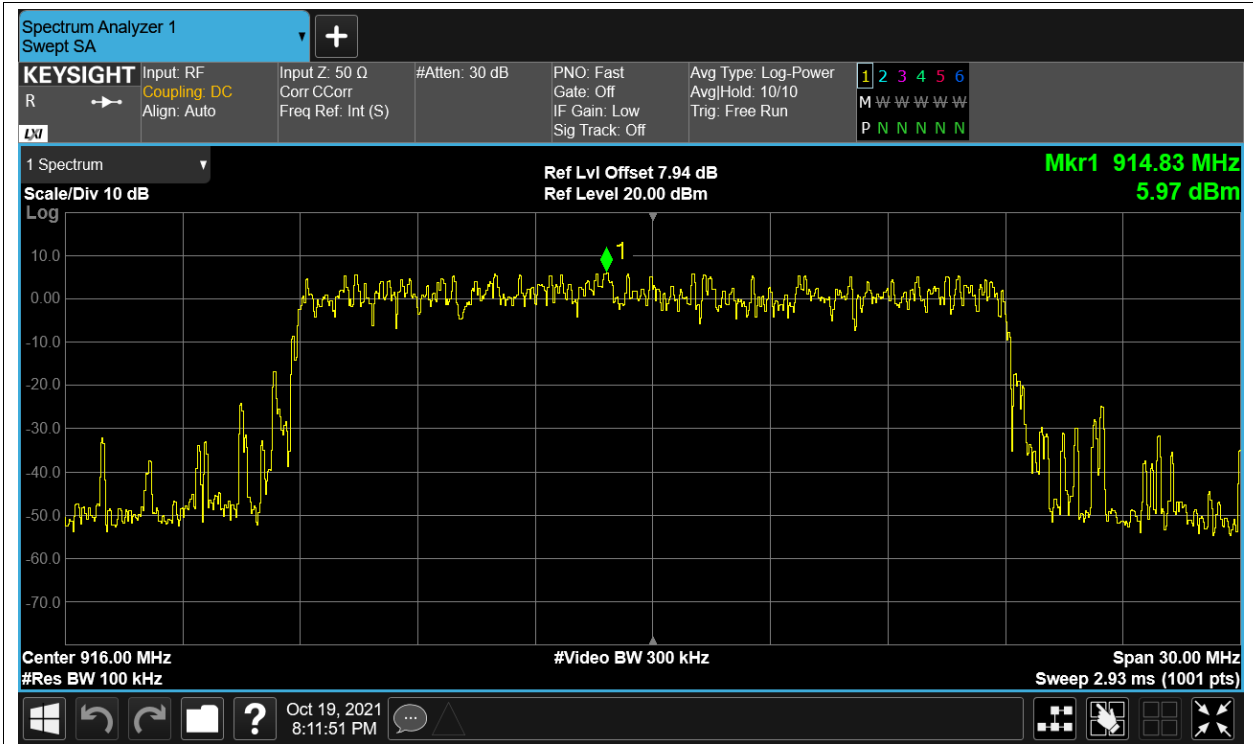 Spectrum Analyzer 1
Swept SA
KEYSIGHT
R
LXI
Input: RF
Coupling: DC
Align: Auto
Input Z: 50 Ω
Corr CCorr
Freq Ref: Int (S)
#Atten: 30 dB
PNO: Fast
Gate: Off
IF Gain: Low
Sig Track: Off
Avg Type: Log-Power
Avg|Hold: 10/10
Trig: Free Run
1 2 3 4 5 6
M W W W W W
P N N N N N
1 Spectrum
Scale/Div 10 dB
Log
Ref Lvl Offset 7.94 dB
Ref Level 20.00 dBm
Mkr1 914.83 MHz
5.97 dBm
1
10.0
0.00
-10.0
-20.0
-30.0
-40.0
-50.0
-60.0
-70.0
Center 916.00 MHz
#Res BW 100 kHz
#Video BW 300 kHz
Span 30.00 MHz
Sweep 2.93 ms (1001 pts)
?
Oct 19, 2021
8:11:51 PM